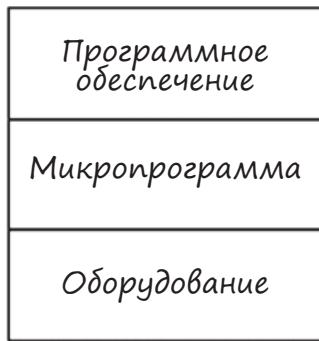 Программное
обеспечение
Микропрограмма
Оборудование